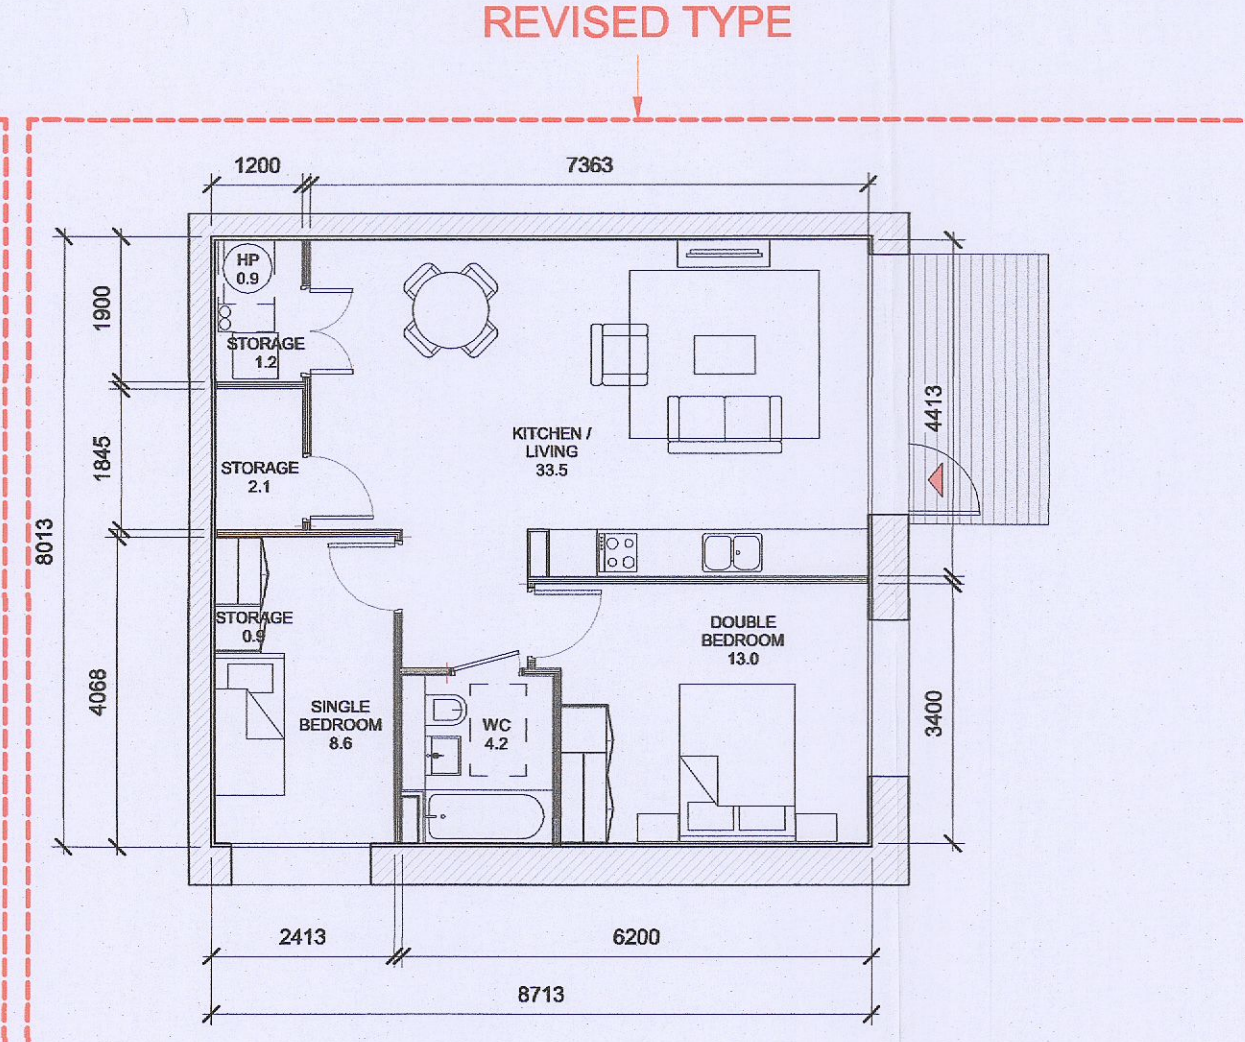 REVISED TYPE
1200
7363
HP
0.9
1900
STORAGE
1.2
4413
KITCHEN /
LIVING
33.5
1845
STORAGE
2.1
8013
STORAGE
0.9
DOUBLE
BEDROOM
13.0
4068
SINGLE
BEDROOM
8.6
WC
4.2
3400
2413
6200
8713